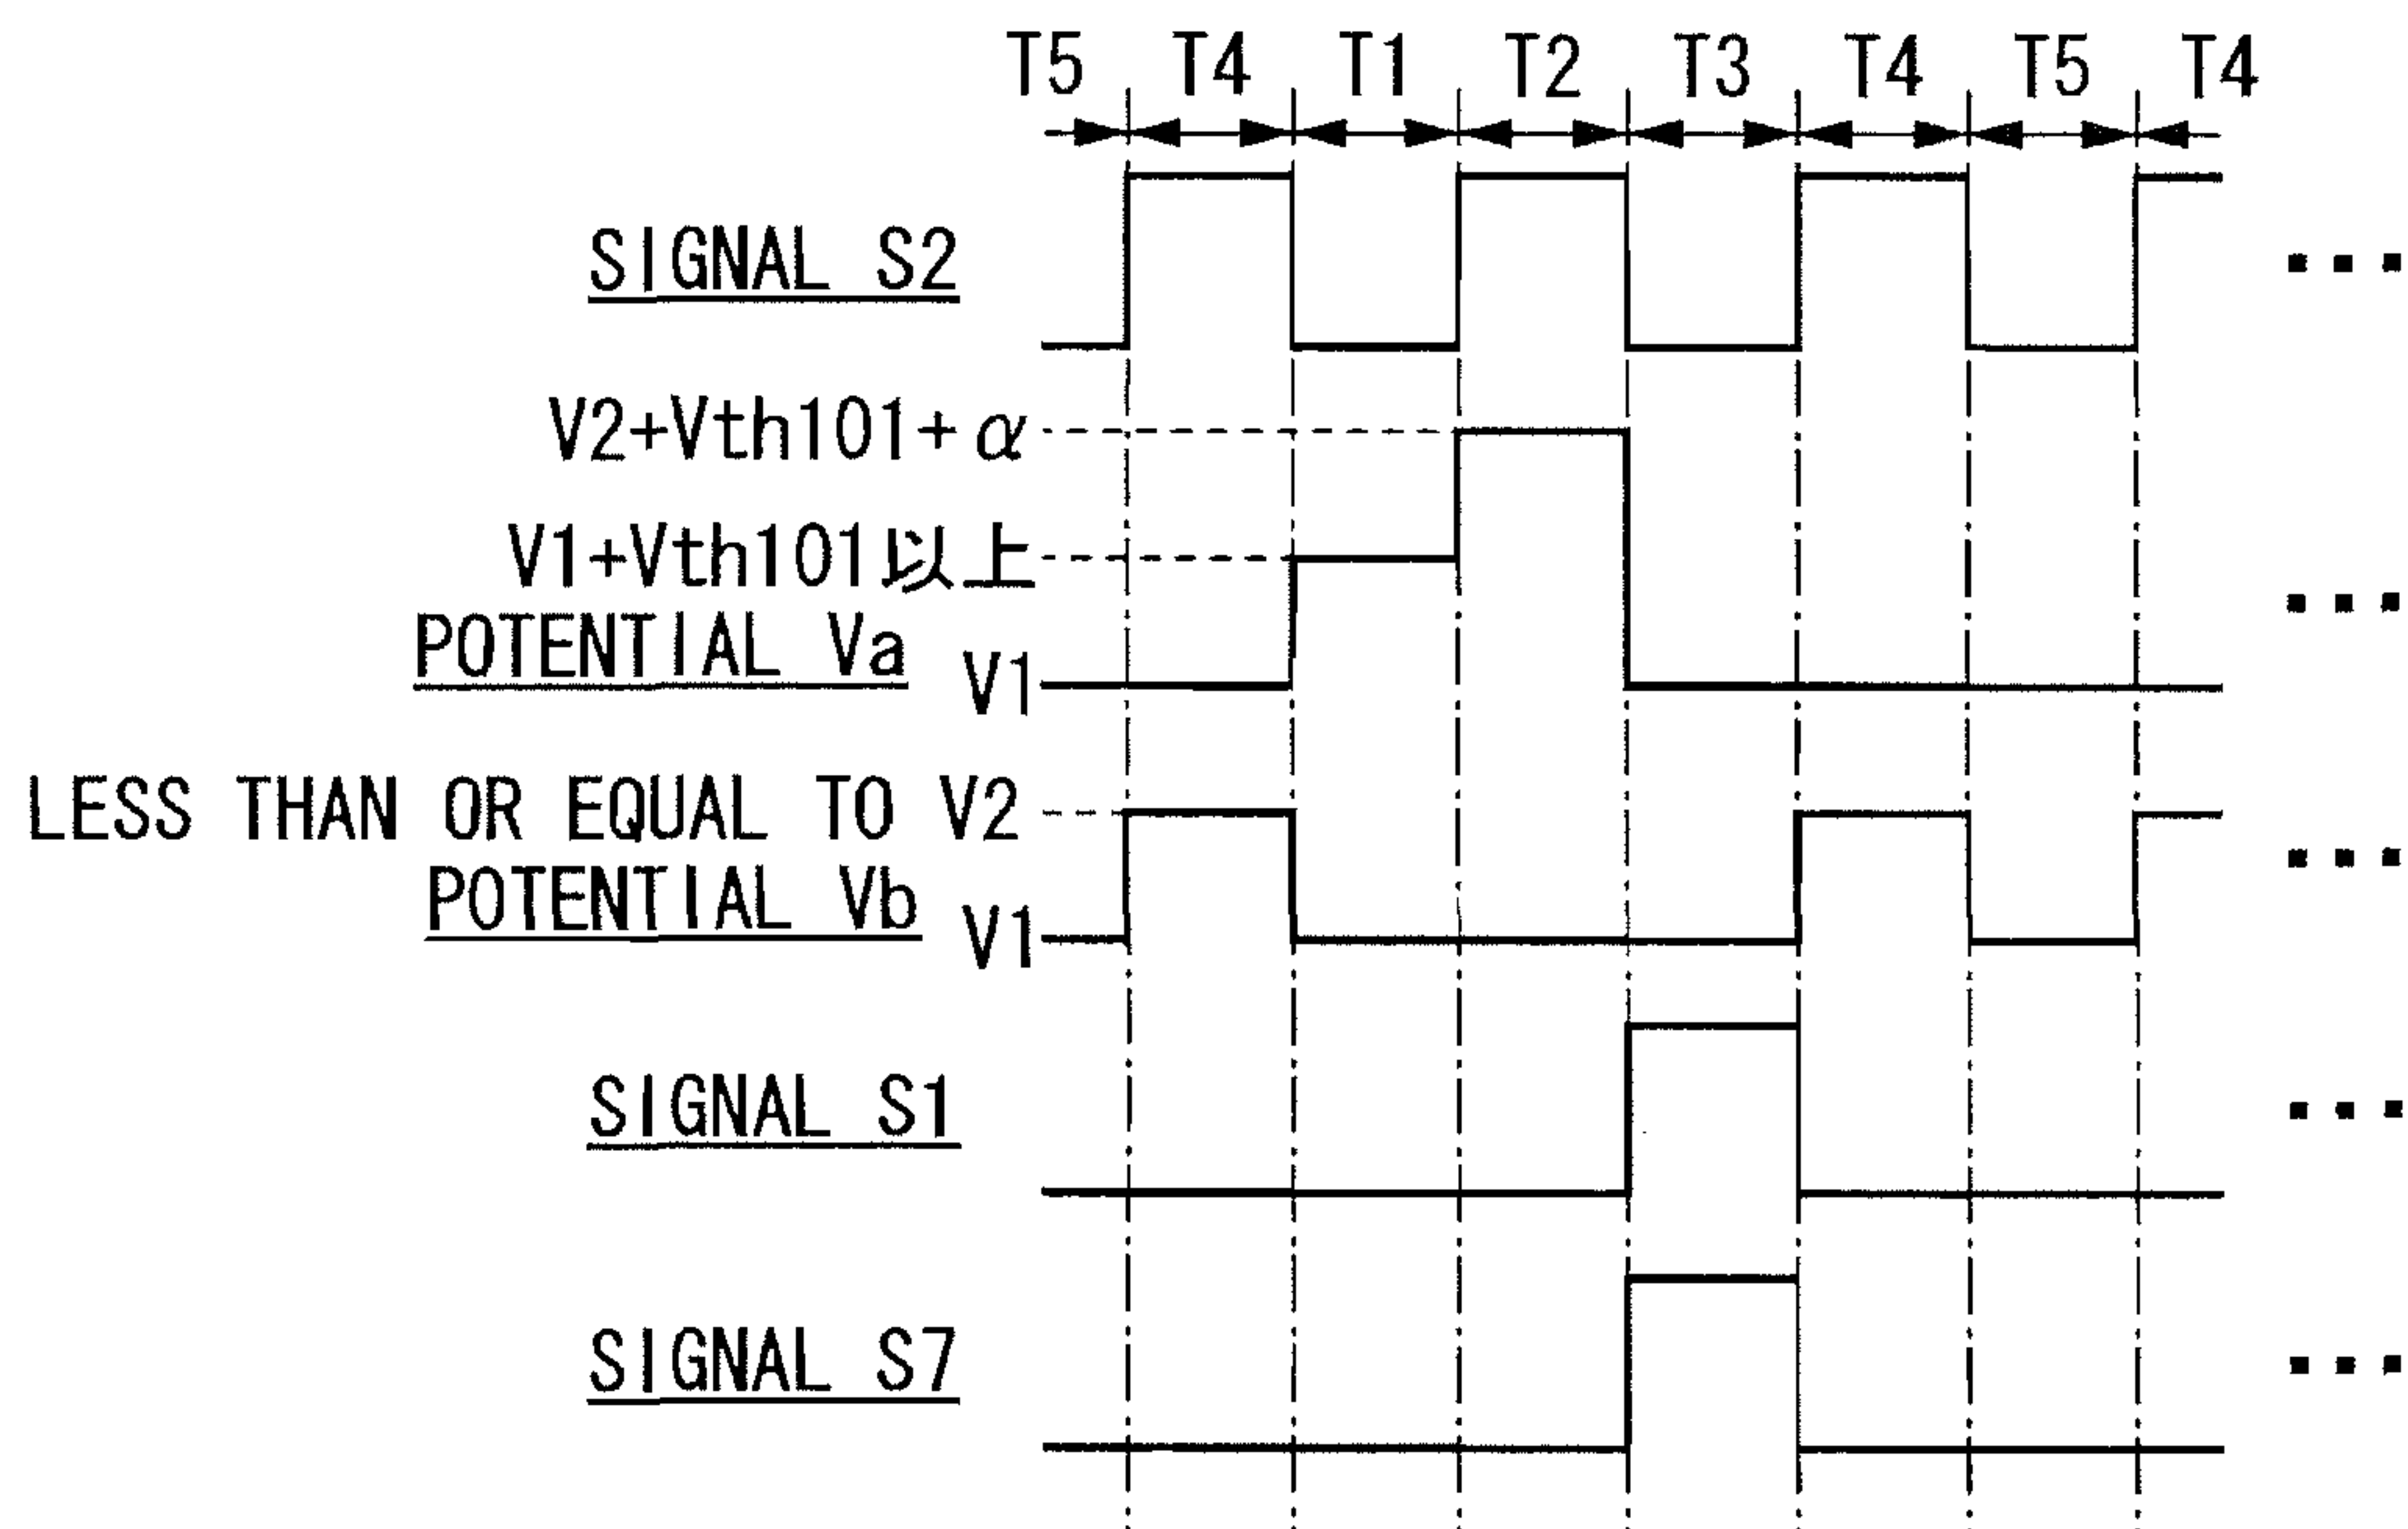 T5 T4 T1 T2 T3 T4 T5 T4
SIGNAL S2
V2+Vth101+α
V1+Vth101以上
POTENTIAL Va
V1
LESS THAN OR EQUAL TO V2
POTENTIAL Vb
V1
SIGNAL S1
SIGNAL S7